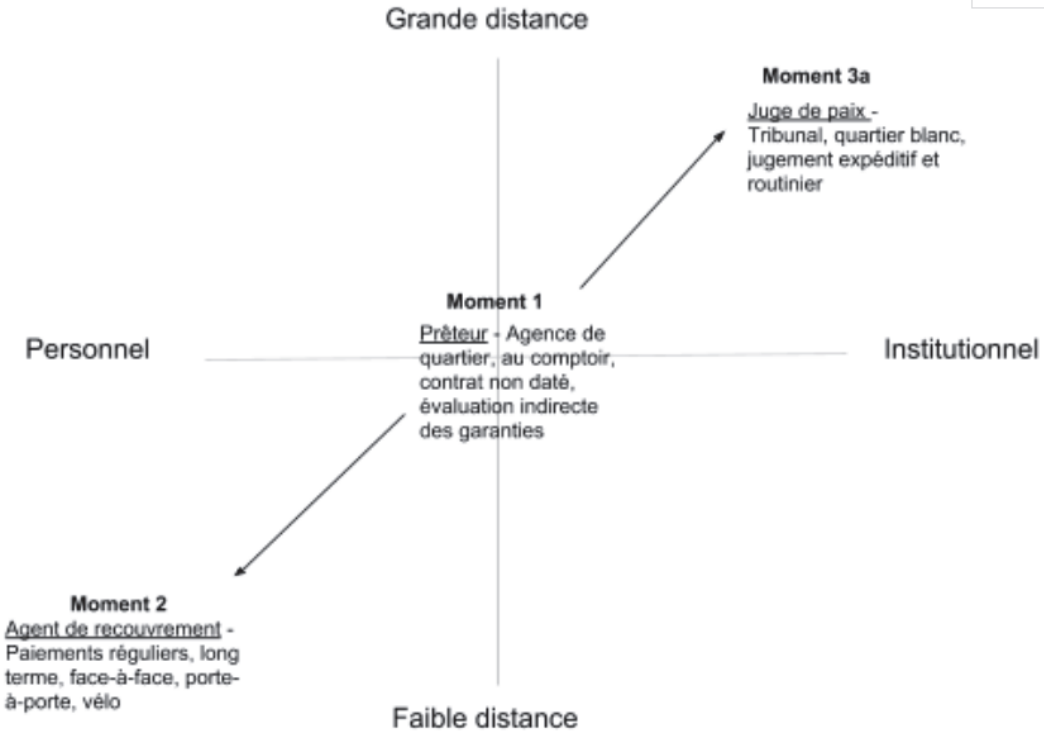 Grande distance
Moment 3a
Juge de paix -
Tribunal, quartier blanc,
jugement expéditif et
routinier
Moment 1
Prêteur - Agence de
quartier, au comptoir,
contrat non daté,
évaluation indirecte
des garanties
Personnel
Institutionnel
Moment 2
Agent de recouvrement -
Paiements réguliers, long
terme, face-à-face, porte-
à-porte, vélo
Faible distance